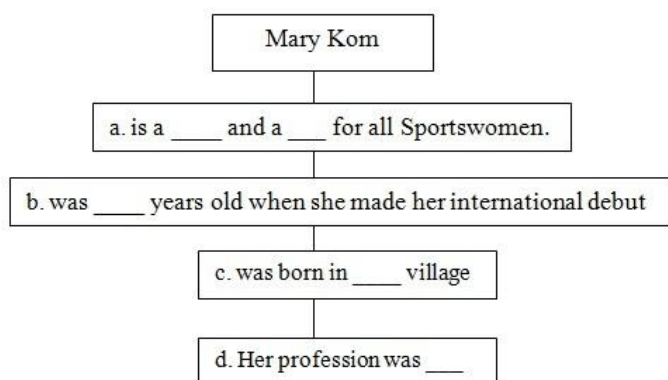 Mary Kom
a. is a ____ and a ___ for all Sportswomen.
b. was ____ years old when she made her international debut
c. was born in ____ village
d. Her profession was ___